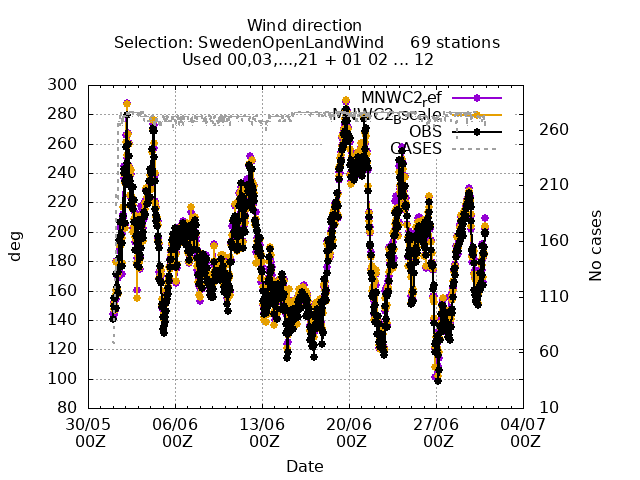 Wind direction
Selection: SwedenOpenLandWind     69 stations
Used 00,03,...,21 + 01 02 ... 12
300
280
260
240
220
200
180
160
140
120
100
80
deg
MNWC2_ref
MNWC2_Bscale
OBS
CASES
260
210
160
110
60
10
No cases
30/05 06/06 13/06 20/06 27/06 04/07
00Z 00Z 00Z 00Z 00Z 00Z
Date